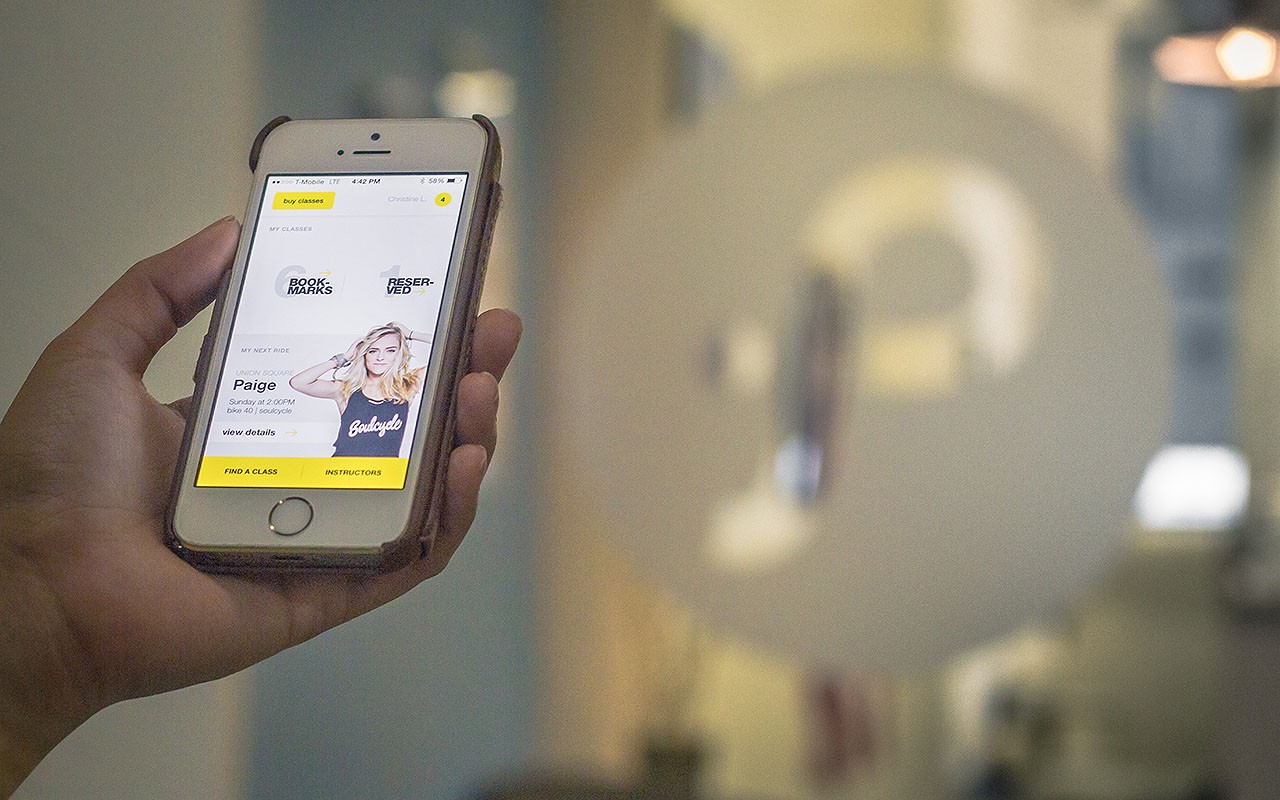 T-Mobile LTE 4:42 PM 58%
buy classes Christine L. 4
MY CLASSES
6 BOOK-
MARKS
1 RESER-
VED
MY NEXT RIDE
UNION SQUARE
Paige
Sunday at 2:00PM
bike 40 | soulcycle
view details
Soulcycle
FIND A CLASS INSTRUCTORS